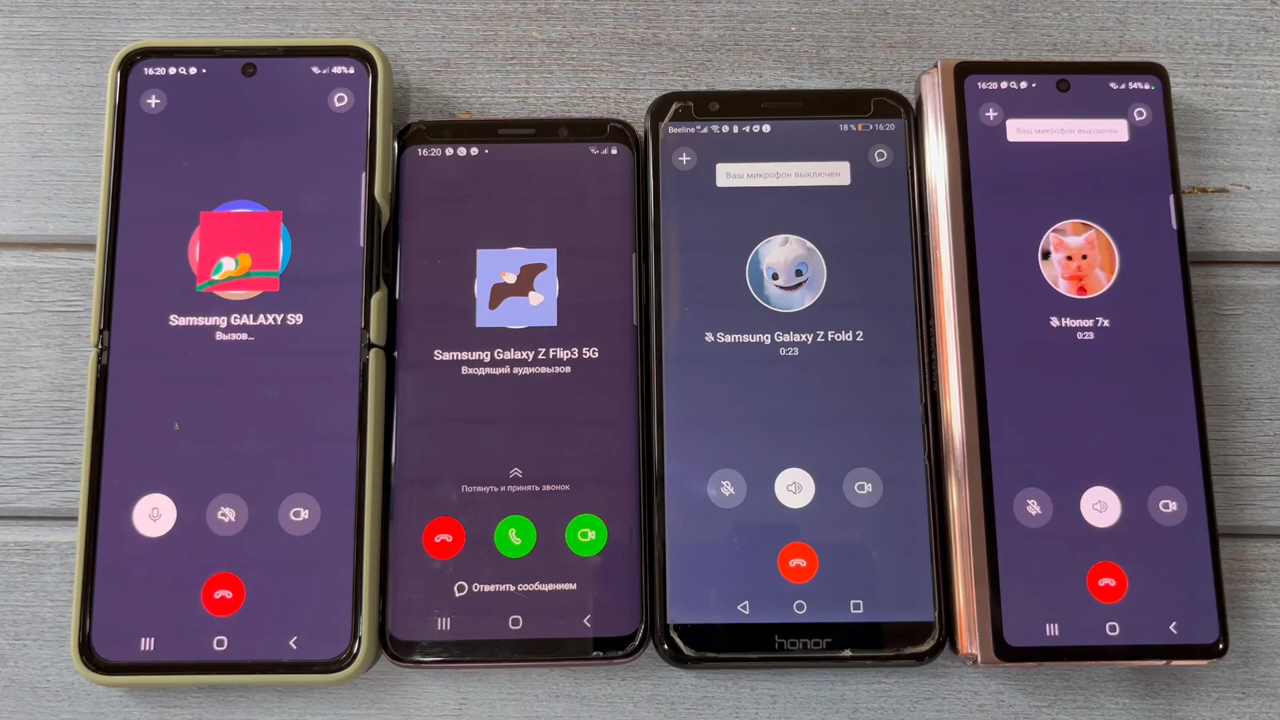 16:20
48%
Samsung GALAXY S9
Вызов...
16:20
Samsung Galaxy Z Flip3 5G
Входящий аудиовызов
Потянуть и принять звонок
Ответить сообщением
Beeline
18 %
16:20
Ваш микрофон выключен
Samsung Galaxy Z Fold 2
0:23
honor
16:20
54%
Ваш микрофон выключен
Honor 7x
0:23